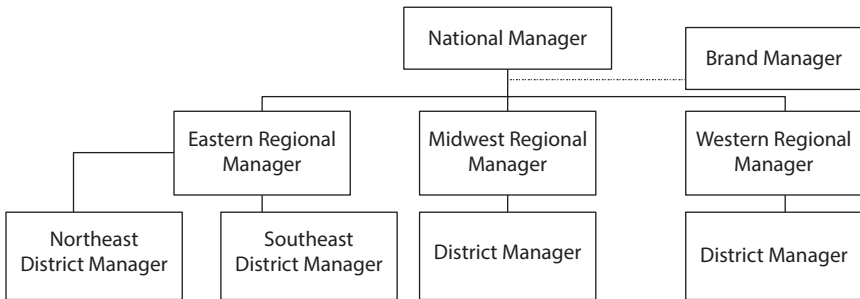 National Manager
Brand Manager
Eastern Regional
Manager
Midwest Regional
Manager
Western Regional
Manager
Northeast
District Manager
Southeast
District Manager
District Manager
District Manager